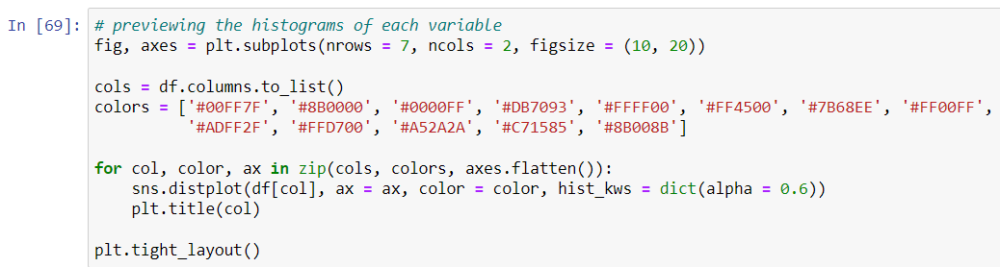 In [69]: # previewing the histograms of each variable
fig, axes = plt.subplots(nrows = 7, ncols = 2, figsize = (10, 20))
cols = df.columns.to_list()
colors = ['#00FF7F', '#8B0000', '#0000FF', '#DB7093', '#FFFF00', '#FF4500', '#7B68EE', '#FF00FF',
'#ADFF2F', '#FFD700', '#A52A2A', '#C71585', '#8B008B']
for col, color, ax in zip(cols, colors, axes.flatten()):
sns.distplot(df[col], ax = ax, color = color, hist_kws = dict(alpha = 0.6))
plt.title(col)
plt.tight_layout()